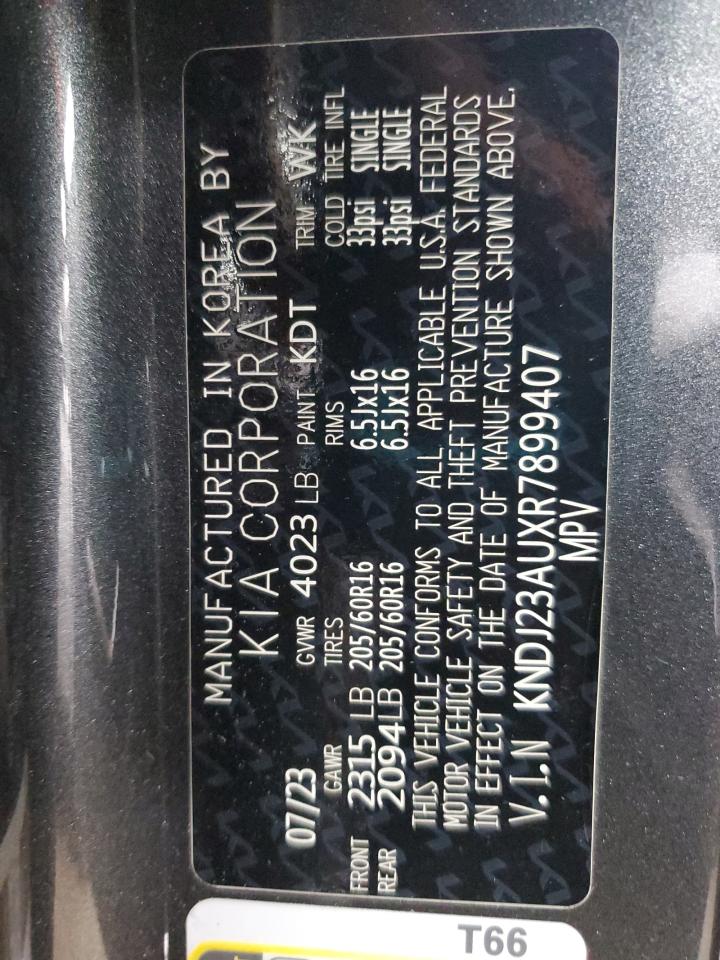 MANUFACTURED IN KOREA BY
KIA CORPORATION
07/23 GVWR 4023 LB PAINT KDT TRIM WK
GAWR TIRES RIMS COLD TIRE INFL
FRONT 2315 LB 205/60R16 6.5Jx16 33psi SINGLE
REAR 2094LB 205/60R16 6.5Jx16 33psi SINGLE
THIS VEHICLE CONFORMS TO ALL APPLICABLE U.S.A. FEDERAL
MOTOR VEHICLE SAFETY AND THEFT PREVENTION STANDARDS
IN EFFECT ON THE DATE OF MANUFACTURE SHOWN ABOVE.
V.I.N KNDJ23AUXR7899407
MPV
T66